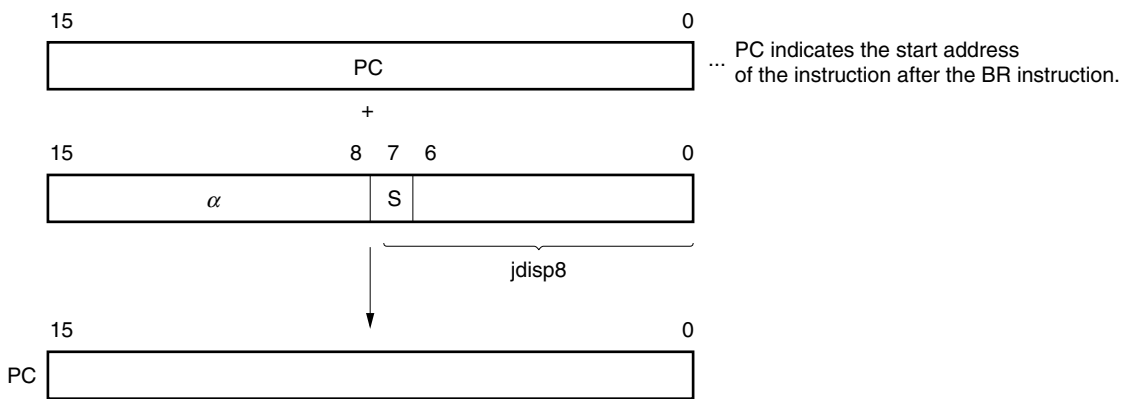 15 0
PC
... PC indicates the start address
of the instruction after the BR instruction.
+
15 8 7 6 0
α S
jdisp8
15 0
PC